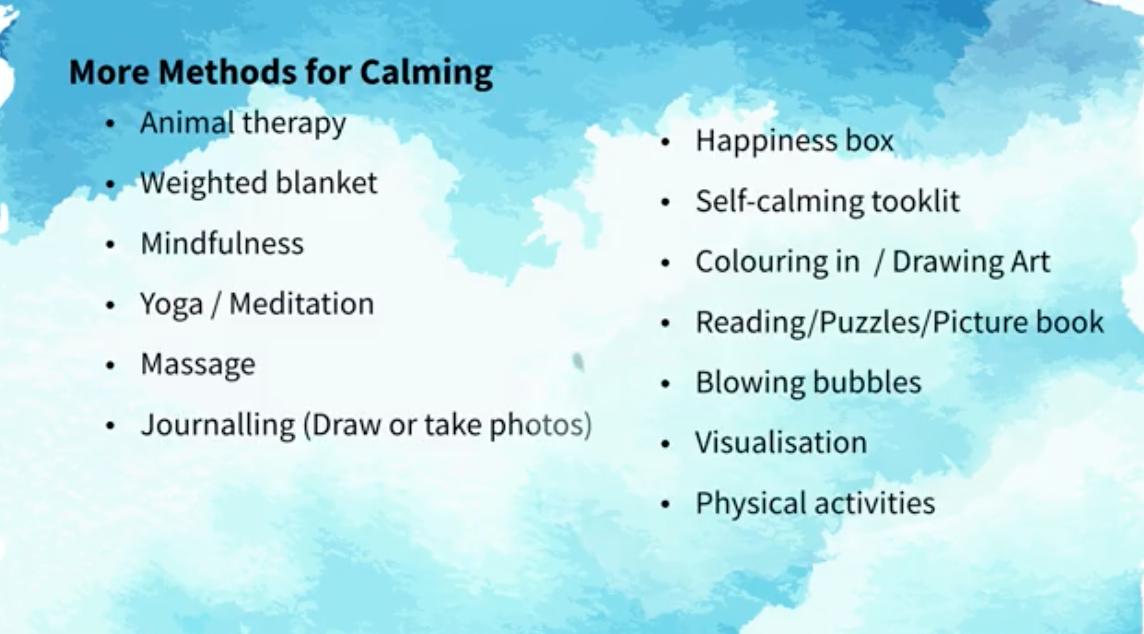 More Methods for Calming
• Animal therapy
• Weighted blanket
• Mindfulness
• Yoga / Meditation
• Massage
• Journalling (Draw or take photos)
• Happiness box
• Self-calming tooklit
• Colouring in / Drawing Art
• Reading/Puzzles/Picture book
• Blowing bubbles
• Visualisation
• Physical activities